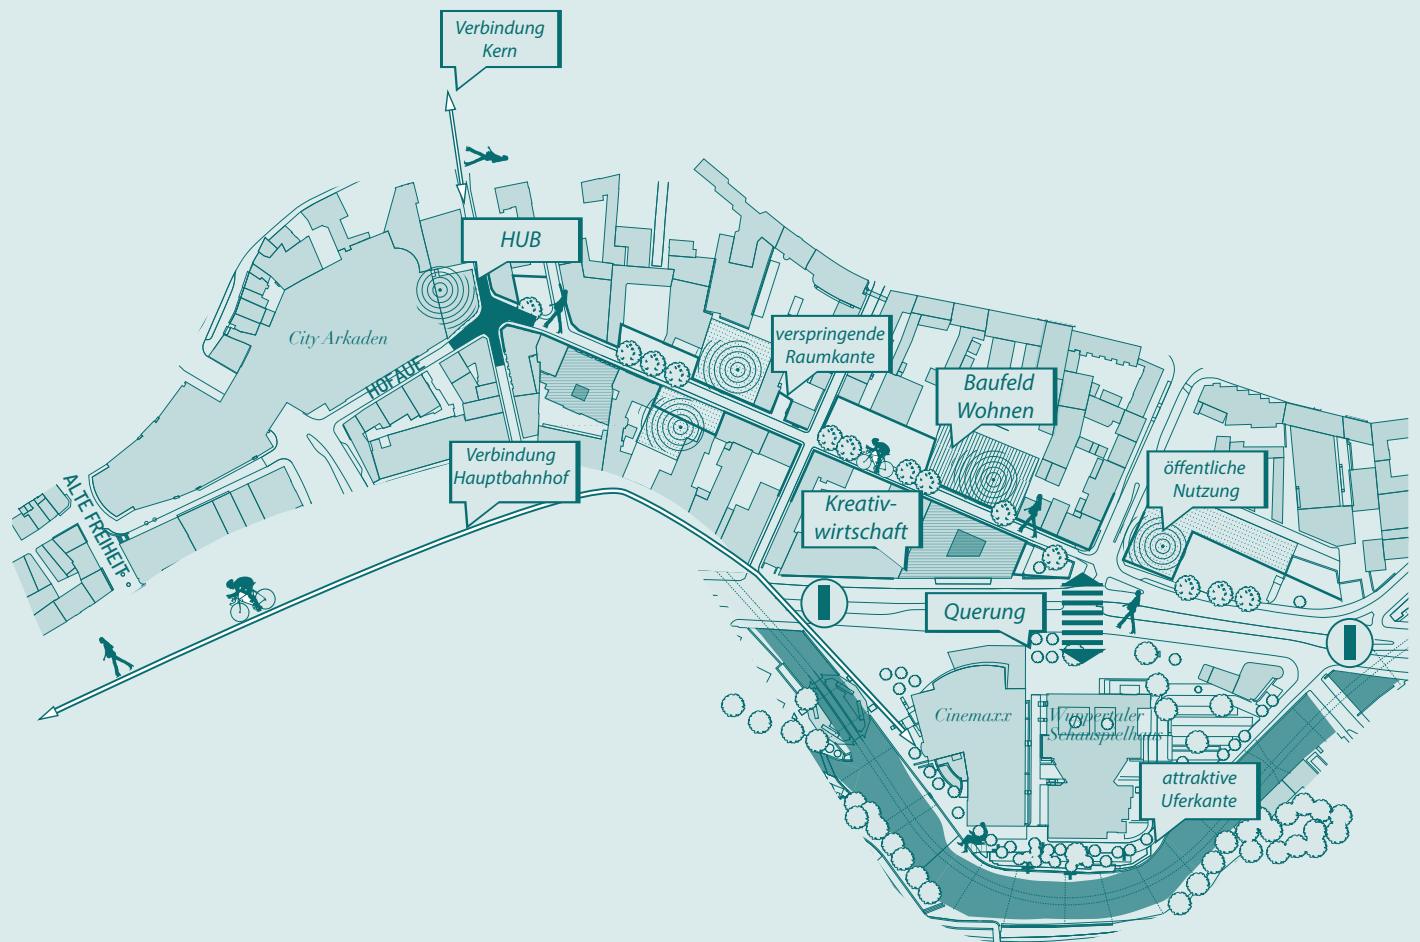 Verbindung
Kern
HUB
City Arkaden
HOFAUE
verspringende
Raumkante
Baufeld
Wohnen
Verbindung
Hauptbahnhof
öffentliche
Nutzung
Kreativ-
wirtschaft
ALTE FREIHEIT
Querung
Cinemaxx
Wuppertaler
Schauspielhaus
attraktive
Uferkante